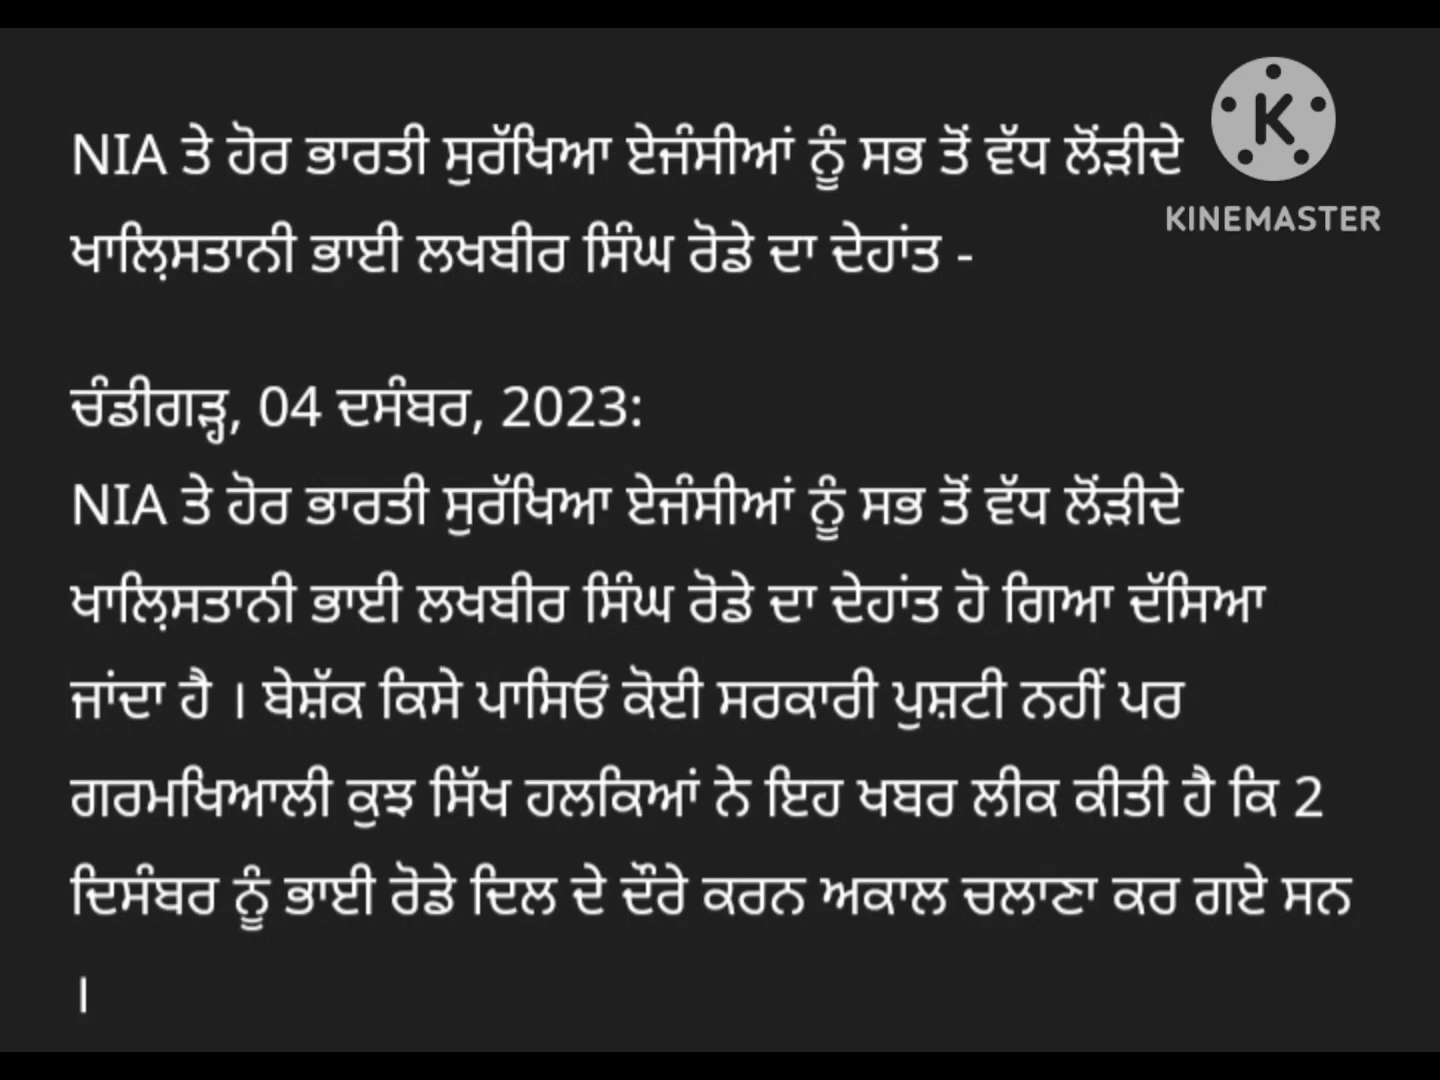 NIA ਤੇ ਹੋਰ ਭਾਰਤੀ ਸੁਰੱਖਿਆ ਏਜੰਸੀਆਂ ਨੂੰ ਸਭ ਤੋਂ ਵੱਧ ਲੋਂੜੀਦੇ
ਖਾਲਿ਼ਸਤਾਨੀ ਭਾਈ ਲਖਬੀਰ ਸਿੰਘ ਰੋਡੇ ਦਾ ਦੇਹਾਂਤ -
KINEMASTER
ਚੰਡੀਗੜ੍ਹ, 04 ਦਸੰਬਰ, 2023:
NIA ਤੇ ਹੋਰ ਭਾਰਤੀ ਸੁਰੱਖਿਆ ਏਜੰਸੀਆਂ ਨੂੰ ਸਭ ਤੋਂ ਵੱਧ ਲੋਂੜੀਦੇ
ਖਾਲਿ਼ਸਤਾਨੀ ਭਾਈ ਲਖਬੀਰ ਸਿੰਘ ਰੋਡੇ ਦਾ ਦੇਹਾਂਤ ਹੋ ਗਿਆ ਦੱਸਿਆ
ਜਾਂਦਾ ਹੈ । ਬੇਸ਼ੱਕ ਕਿਸੇ ਪਾਸਿਓਂ ਕੋਈ ਸਰਕਾਰੀ ਪੁਸ਼ਟੀ ਨਹੀਂ ਪਰ
ਗਰਮਖਿਆਲੀ ਕੁਝ ਸਿੱਖ ਹਲਕਿਆਂ ਨੇ ਇਹ ਖਬਰ ਲੀਕ ਕੀਤੀ ਹੈ ਕਿ 2
ਦਿਸੰਬਰ ਨੂੰ ਭਾਈ ਰੋਡੇ ਦਿਲ ਦੇ ਦੌਰੇ ਕਰਨ ਅਕਾਲ ਚਲਾਣਾ ਕਰ ਗਏ ਸਨ
।